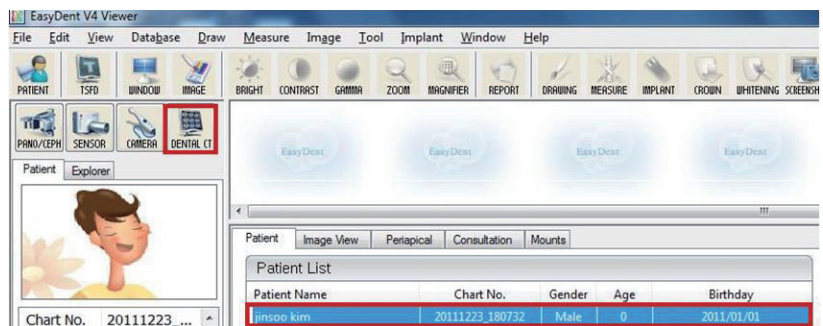 EasyDent V4 Viewer
File Edit View Database Draw Measure Image Tool Implant Window Help
PATIENT TSFD WINDOW IMAGE BRIGHT CONTRAST GAMMA ZOOM MAGNIFIER REPORT DRAWING MEASURE IMPLANT CROWN WHITENING SCREENSH
PANO/CEPH SENSOR CAMERA DENTAL CT
EasyDent EasyDent EasyDent EasyDent
Patient Explorer
Patient Image View Periapical Consultation Mounts
Patient List
Patient Name Chart No. Gender Age Birthday
jinsoo kim 20111223_180732 Male 0 2011/01/01
Chart No. 20111223_...